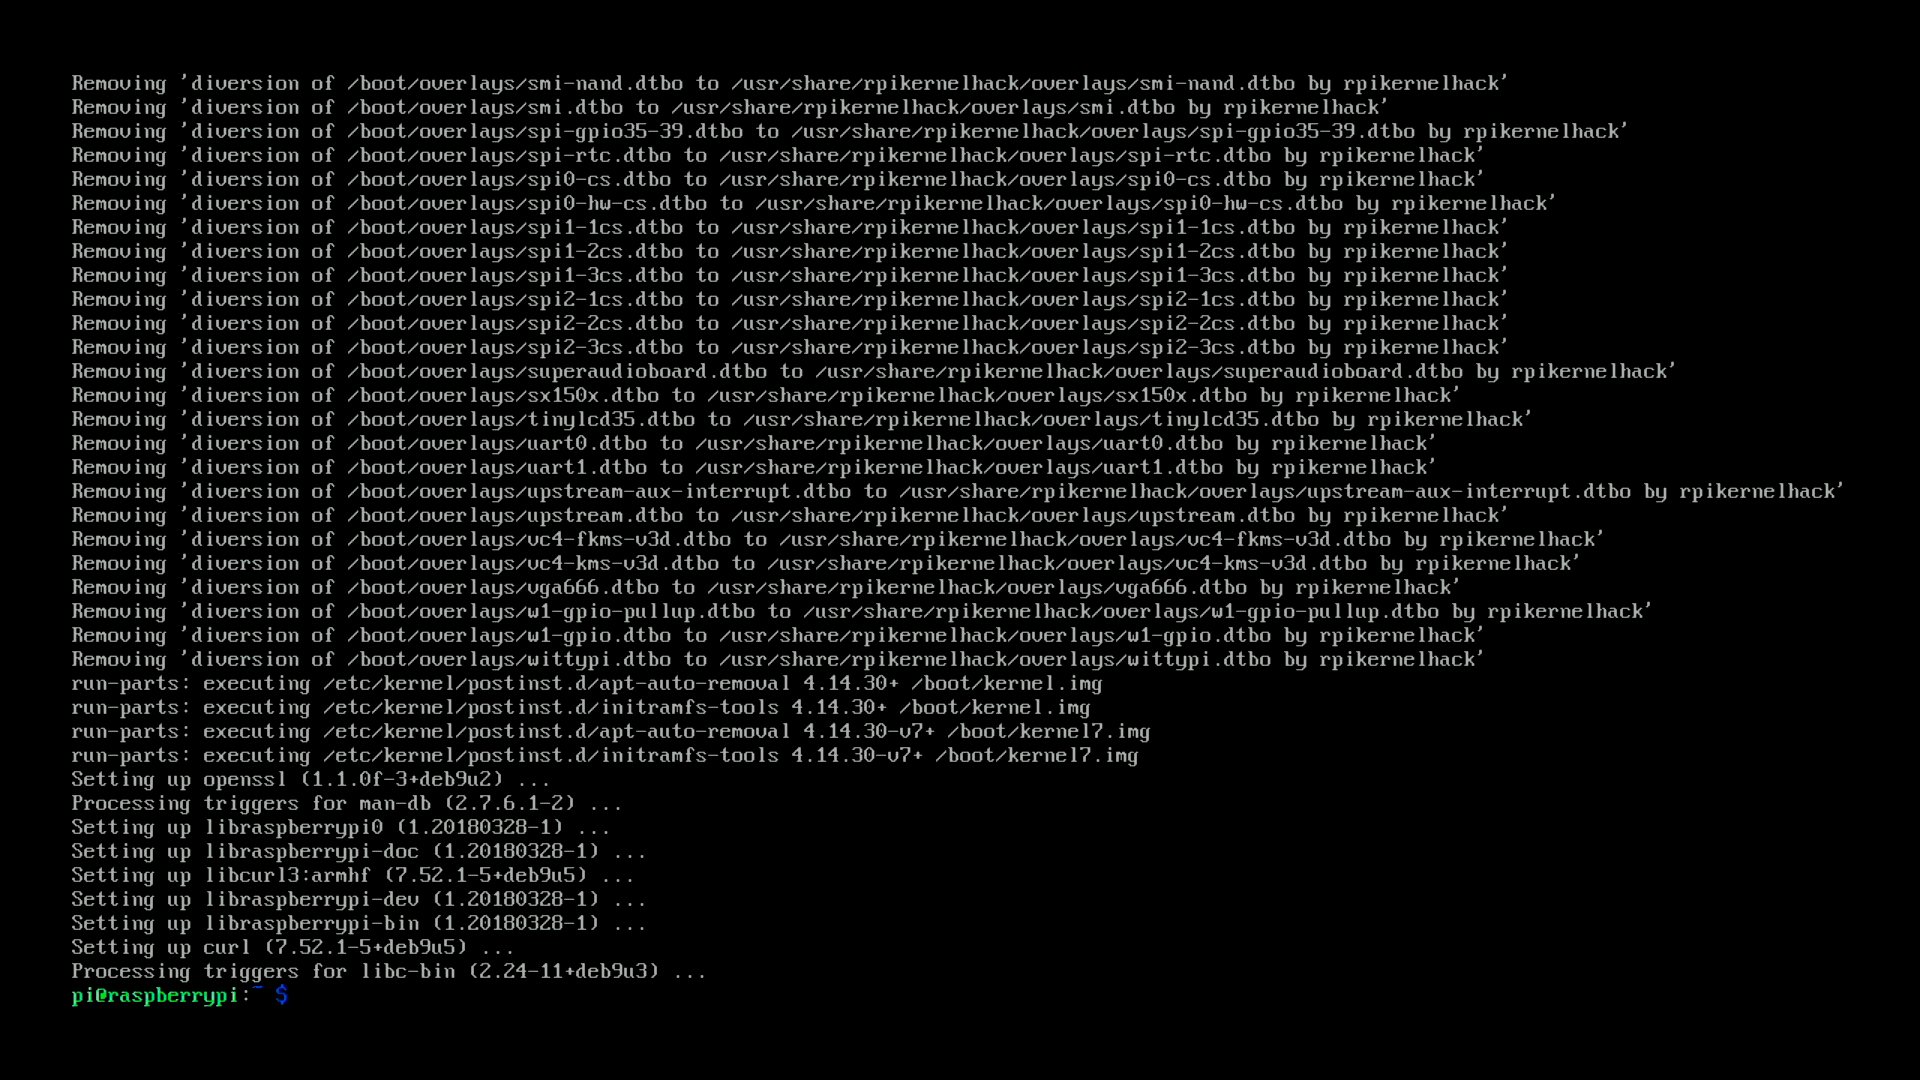 Removing 'diversion of /boot/overlays/smi-nand.dtbo to /usr/share/rpikernelhack/overlays/smi-nand.dtbo by rpikernelhack'
Removing 'diversion of /boot/overlays/smi.dtbo to /usr/share/rpikernelhack/overlays/smi.dtbo by rpikernelhack'
Removing 'diversion of /boot/overlays/spi-gpio35-39.dtbo to /usr/share/rpikernelhack/overlays/spi-gpio35-39.dtbo by rpikernelhack'
Removing 'diversion of /boot/overlays/spi-rtc.dtbo to /usr/share/rpikernelhack/overlays/spi-rtc.dtbo by rpikernelhack'
Removing 'diversion of /boot/overlays/spi0-cs.dtbo to /usr/share/rpikernelhack/overlays/spi0-cs.dtbo by rpikernelhack'
Removing 'diversion of /boot/overlays/spi0-hw-cs.dtbo to /usr/share/rpikernelhack/overlays/spi0-hw-cs.dtbo by rpikernelhack'
Removing 'diversion of /boot/overlays/spi1-1cs.dtbo to /usr/share/rpikernelhack/overlays/spi1-1cs.dtbo by rpikernelhack'
Removing 'diversion of /boot/overlays/spi1-2cs.dtbo to /usr/share/rpikernelhack/overlays/spi1-2cs.dtbo by rpikernelhack'
Removing 'diversion of /boot/overlays/spi1-3cs.dtbo to /usr/share/rpikernelhack/overlays/spi1-3cs.dtbo by rpikernelhack'
Removing 'diversion of /boot/overlays/spi2-1cs.dtbo to /usr/share/rpikernelhack/overlays/spi2-1cs.dtbo by rpikernelhack'
Removing 'diversion of /boot/overlays/spi2-2cs.dtbo to /usr/share/rpikernelhack/overlays/spi2-2cs.dtbo by rpikernelhack'
Removing 'diversion of /boot/overlays/spi2-3cs.dtbo to /usr/share/rpikernelhack/overlays/spi2-3cs.dtbo by rpikernelhack'
Removing 'diversion of /boot/overlays/superaudioboard.dtbo to /usr/share/rpikernelhack/overlays/superaudioboard.dtbo by rpikernelhack'
Removing 'diversion of /boot/overlays/sx150x.dtbo to /usr/share/rpikernelhack/overlays/sx150x.dtbo by rpikernelhack'
Removing 'diversion of /boot/overlays/tinylcd35.dtbo to /usr/share/rpikernelhack/overlays/tinylcd35.dtbo by rpikernelhack'
Removing 'diversion of /boot/overlays/uart0.dtbo to /usr/share/rpikernelhack/overlays/uart0.dtbo by rpikernelhack'
Removing 'diversion of /boot/overlays/uart1.dtbo to /usr/share/rpikernelhack/overlays/uart1.dtbo by rpikernelhack'
Removing 'diversion of /boot/overlays/upstream-aux-interrupt.dtbo to /usr/share/rpikernelhack/overlays/upstream-aux-interrupt.dtbo by rpikernelhack'
Removing 'diversion of /boot/overlays/upstream.dtbo to /usr/share/rpikernelhack/overlays/upstream.dtbo by rpikernelhack'
Removing 'diversion of /boot/overlays/vc4-fkms-v3d.dtbo to /usr/share/rpikernelhack/overlays/vc4-fkms-v3d.dtbo by rpikernelhack'
Removing 'diversion of /boot/overlays/vc4-kms-v3d.dtbo to /usr/share/rpikernelhack/overlays/vc4-kms-v3d.dtbo by rpikernelhack'
Removing 'diversion of /boot/overlays/vga666.dtbo to /usr/share/rpikernelhack/overlays/vga666.dtbo by rpikernelhack'
Removing 'diversion of /boot/overlays/w1-gpio-pullup.dtbo to /usr/share/rpikernelhack/overlays/w1-gpio-pullup.dtbo by rpikernelhack'
Removing 'diversion of /boot/overlays/w1-gpio.dtbo to /usr/share/rpikernelhack/overlays/w1-gpio.dtbo by rpikernelhack'
Removing 'diversion of /boot/overlays/wittypi.dtbo to /usr/share/rpikernelhack/overlays/wittypi.dtbo by rpikernelhack'
run-parts: executing /etc/kernel/postinst.d/apt-auto-removal 4.14.30+ /boot/kernel.img
run-parts: executing /etc/kernel/postinst.d/initramfs-tools 4.14.30+ /boot/kernel.img
run-parts: executing /etc/kernel/postinst.d/apt-auto-removal 4.14.30-v7+ /boot/kernel7.img
run-parts: executing /etc/kernel/postinst.d/initramfs-tools 4.14.30-v7+ /boot/kernel7.img
Setting up openssl (1.1.0f-3+deb9u2) ...
Processing triggers for man-db (2.7.6.1-2) ...
Setting up libraspberrypi0 (1.20180328-1) ...
Setting up libraspberrypi-doc (1.20180328-1) ...
Setting up libcurl3:armhf (7.52.1-5+deb9u5) ...
Setting up libraspberrypi-dev (1.20180328-1) ...
Setting up libraspberrypi-bin (1.20180328-1) ...
Setting up curl (7.52.1-5+deb9u5) ...
Processing triggers for libc-bin (2.24-11+deb9u3) ...
pi@raspberrypi:~ $